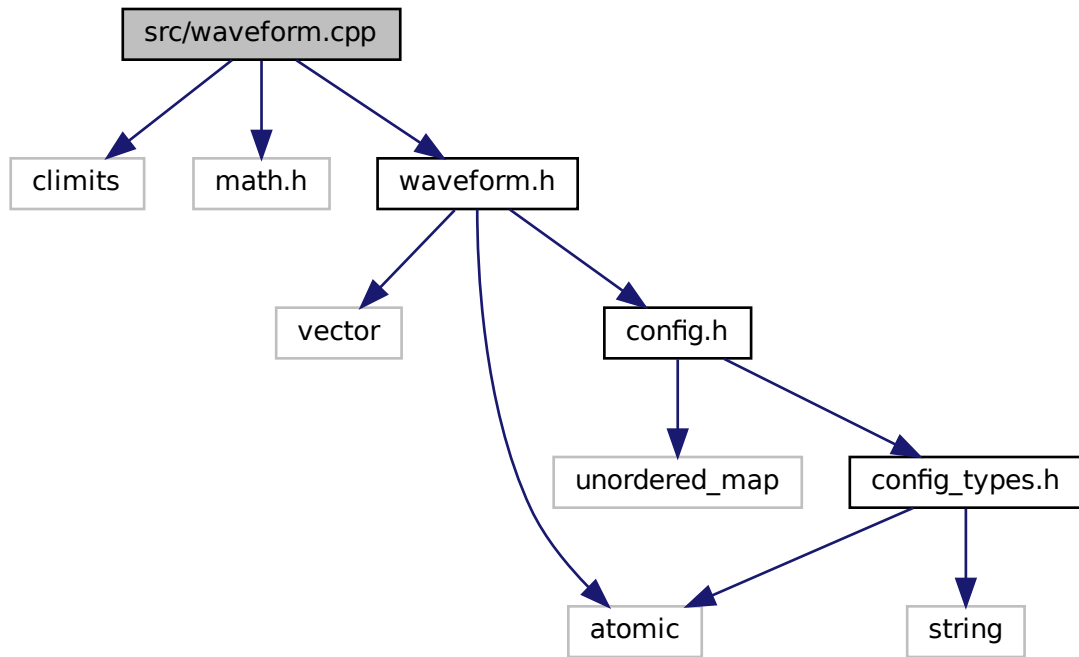 src/waveform.cpp
climits
math.h
waveform.h
vector
config.h
unordered_map
config_types.h
atomic
string